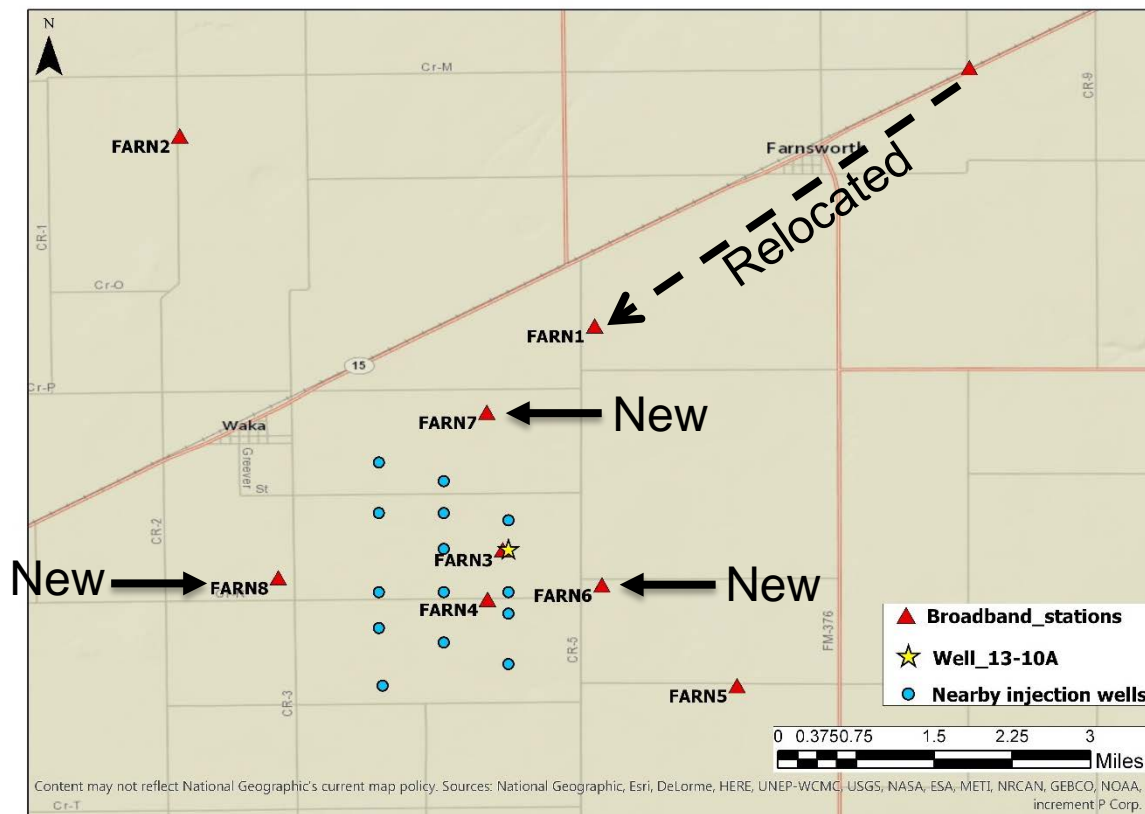 N
Cr-M
CR-9
FARN2
Farnsworth
CR-1
Relocated
Cr-O
FARN1
15
Cr-P
FARN7
New
Waka
Greever
St
CR-2
FARN3
New
FARN8
FARN4
FARN6
New
CR-5
FM-376
CR-3
FARN5
Broadband_stations
Well_13-10A
Nearby injection wells
0 0.375 0.75 1.5 2.25 3
Miles
Content may not reflect National Geographic's current map policy. Sources: National Geographic, Esri, DeLorme, HERE, UNEP-WCMC, USGS, NASA, ESA, METI, NRCAN, GEBCO, NOAA,
increment P Corp.
Cr-T